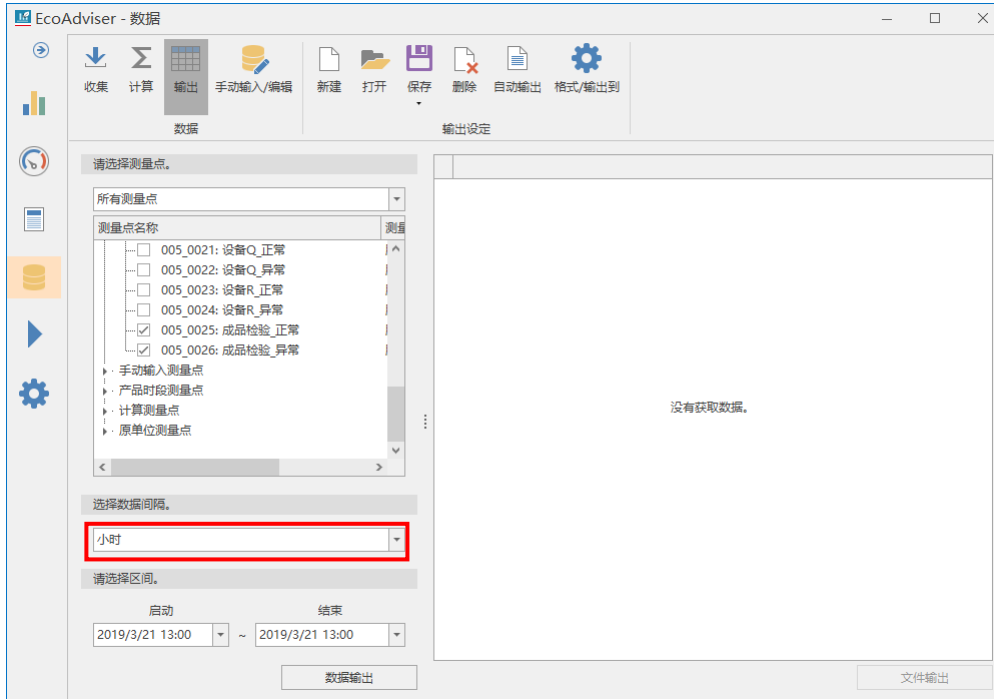 EcoAdviser - 数据
收集 计算 输出 手动输入/编辑 新建 打开 保存 删除 自动输出 格式/输出到
数据 输出设定
请选择测量点。
所有测量点
测量点名称
005_0021: 设备Q_正常
005_0022: 设备Q_异常
005_0023: 设备R_正常
005_0024: 设备R_异常
005_0025: 成品检验_正常
005_0026: 成品检验_异常
手动输入测量点
产品时段测量点
计算测量点
原单位测量点
没有获取数据。
选择数据间隔。
小时
请选择区间。
启动 结束
2019/3/21 13:00 ~ 2019/3/21 13:00
数据输出 文件输出